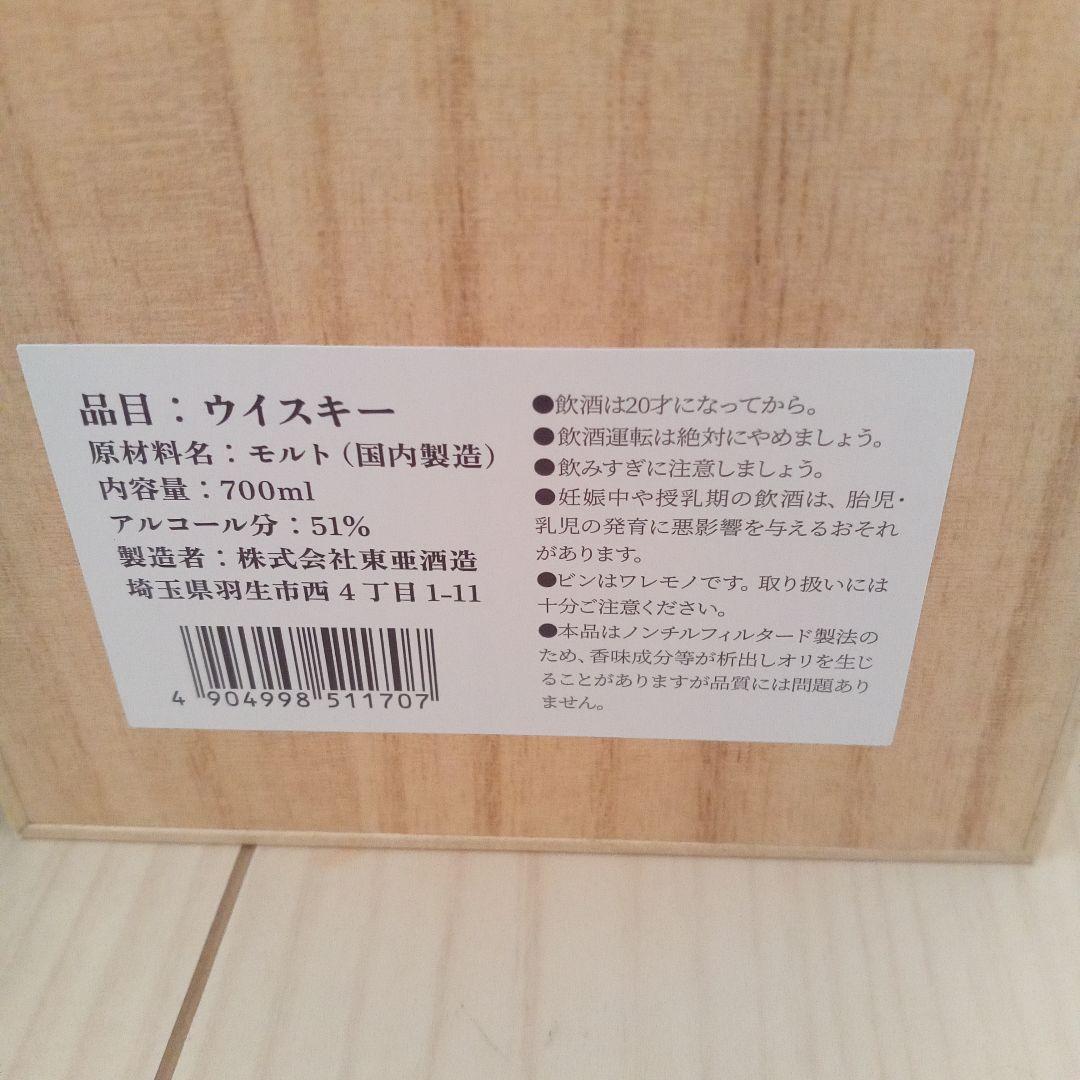 品目：ウイスキー
原材料名：モルト（国内製造）
内容量：700ml
アルコール分：51%
製造者：株式会社東亜酒造
埼玉県羽生市西４丁目1-11
4 904998 511707
●飲酒は20才になってから。
●飲酒運転は絶対にやめましょう。
●飲みすぎに注意しましょう。
●妊娠中や授乳期の飲酒は、胎児・
乳児の発育に悪影響を与えるおそれ
があります。
●ビンはワレモノです。取り扱いには
十分ご注意ください。
●本品はノンチルフィルタード製法の
ため、香味成分等が析出しオリを生じ
ることがありますが品質には問題あり
ません。